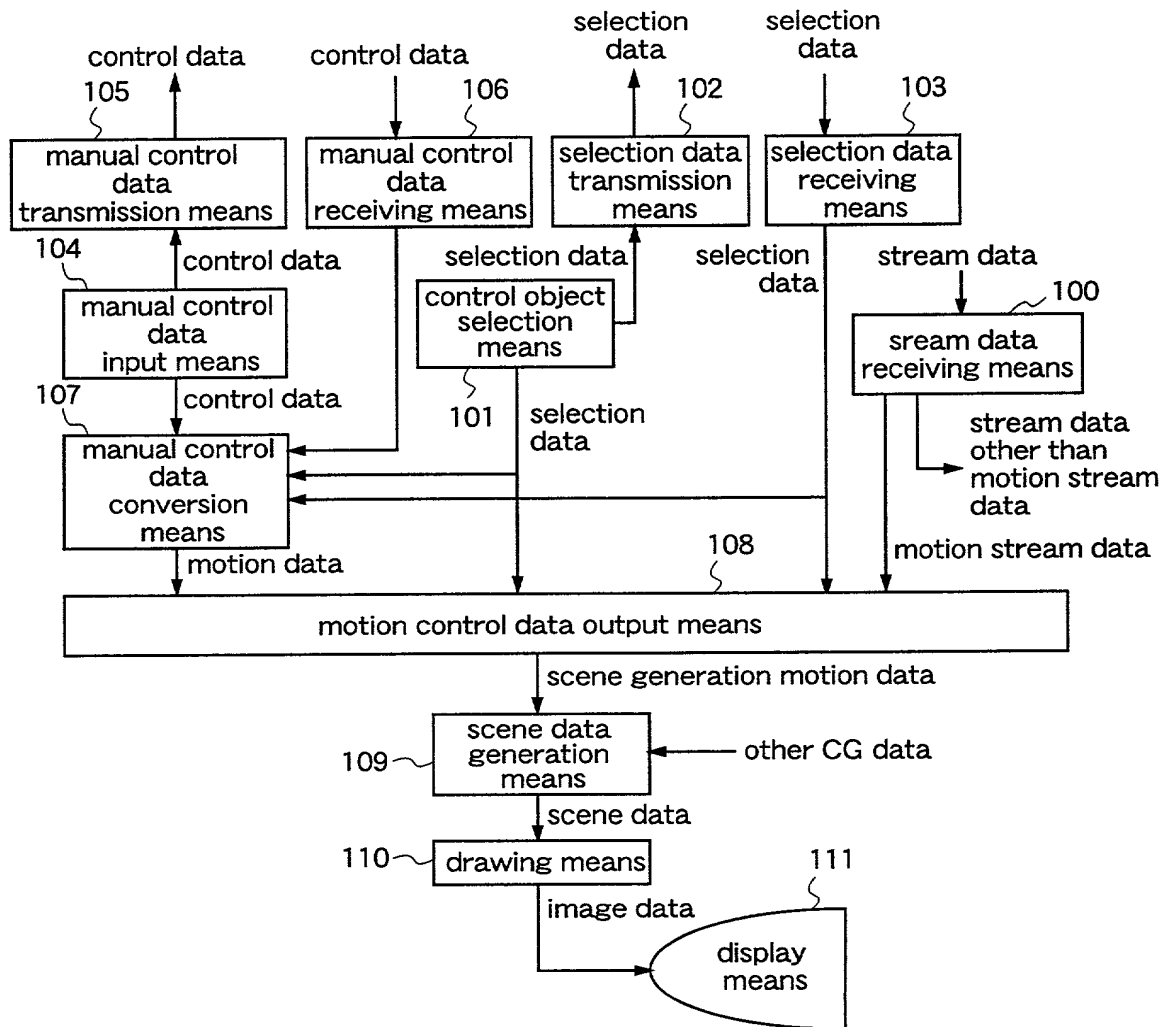 control data
control data
selection
data
selection
data
105
106
102
103
manual control
data
transmission means
manual control
data
receiving means
selection data
transmission
means
selection data
receiving
means
104
control data
selection data
selection
data
stream data
100
manual control
data
input means
control object
selection
means
sream data
receiving means
107
control data
101
selection
data
stream data
other than
motion stream
data
manual control
data
conversion
means
motion data
108
motion stream data
motion control data output means
scene generation motion data
scene data
generation
means
109
other CG data
scene data
110
drawing means
111
image data
display
means